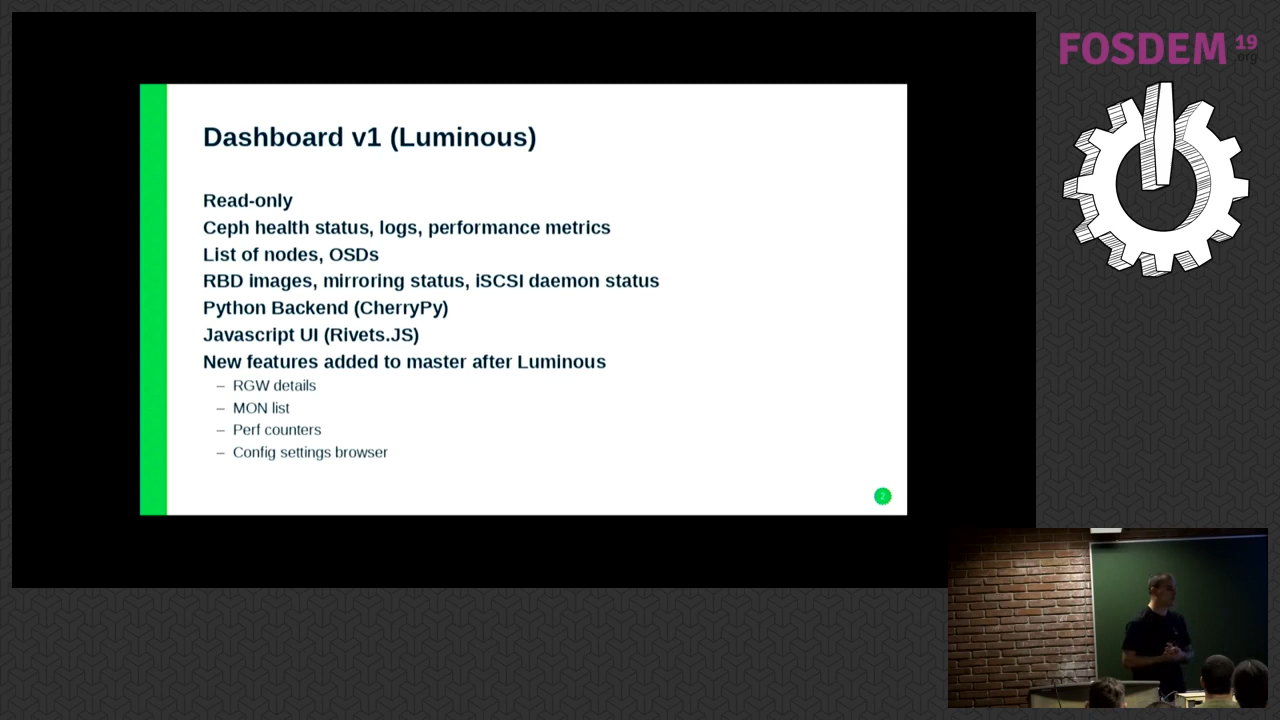 FOSDEM 19
.org
Dashboard v1 (Luminous)
Read-only
Ceph health status, logs, performance metrics
List of nodes, OSDs
RBD images, mirroring status, iSCSI daemon status
Python Backend (CherryPy)
Javascript UI (Rivets.JS)
New features added to master after Luminous
– RGW details
– MON list
– Perf counters
– Config settings browser
2